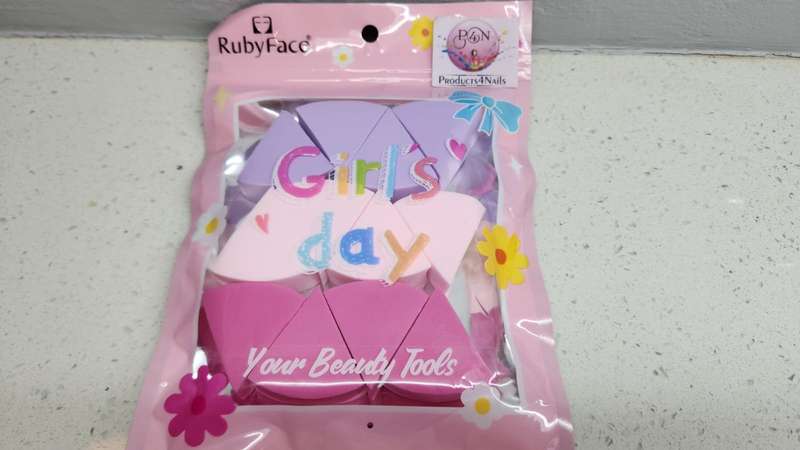 RubyFace®
P4N
Products4Nails
Girl's
day
Your Beauty Tools